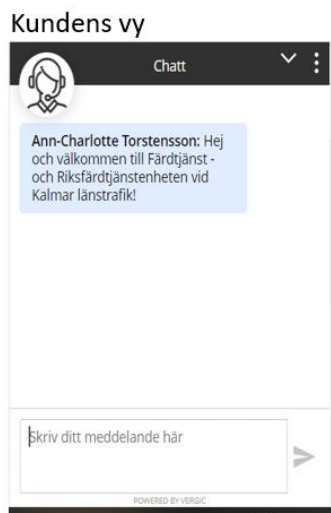 Kundens vy
Chatt
Ann-Charlotte Torstensson: Hej
och välkommen till Färdtjänst -
och Riksfärdtjänstenheten vid
Kalmar länstrafik!
Skriv ditt meddelande här
POWERED BY VERGIC